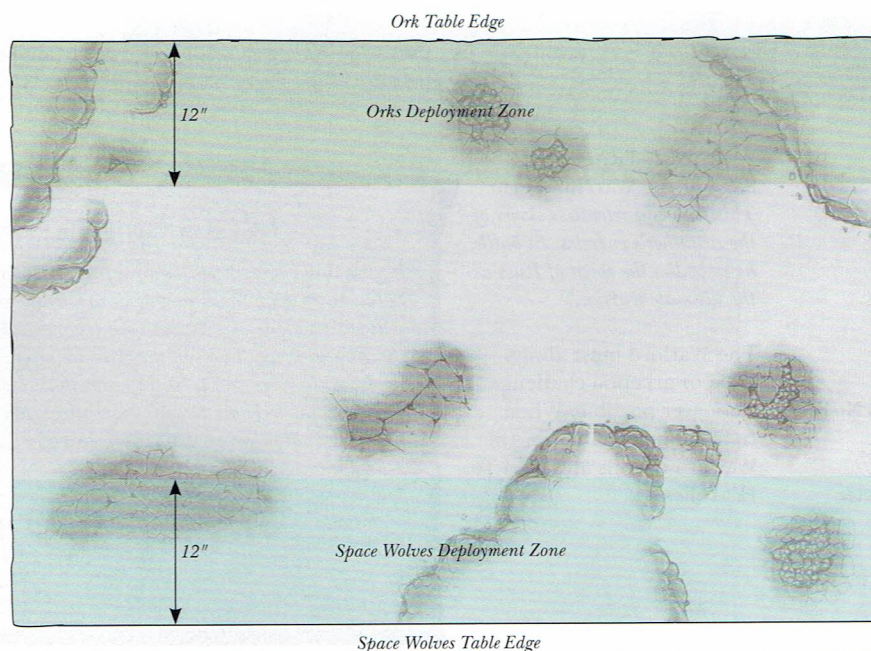 Ork Table Edge
12"
Orks Deployment Zone
12"
Space Wolves Deployment Zone
Space Wolves Table Edge